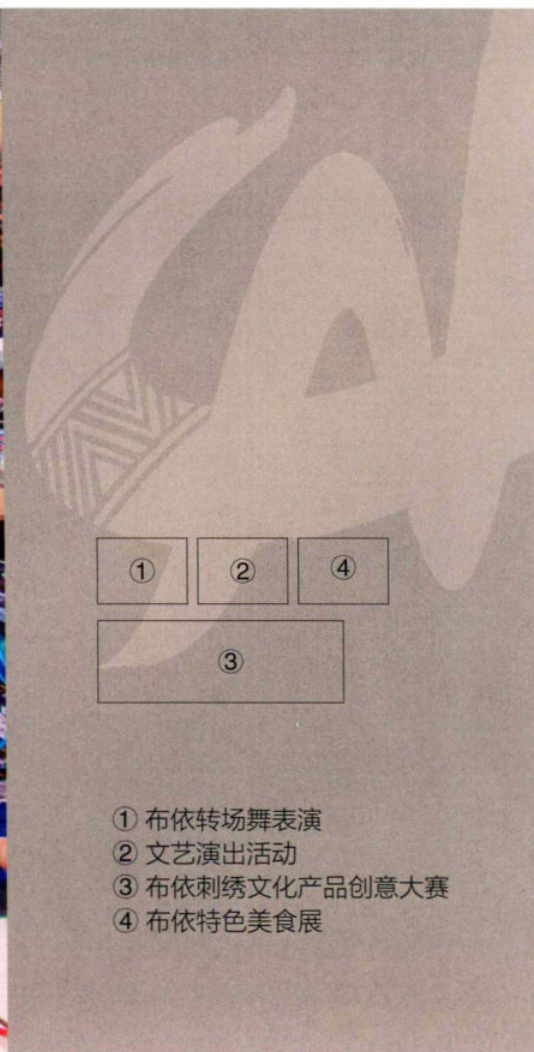 ① ② ④
③
① 布依转场舞表演
② 文艺演出活动
③ 布依刺绣文化产品创意大赛
④ 布依特色美食展